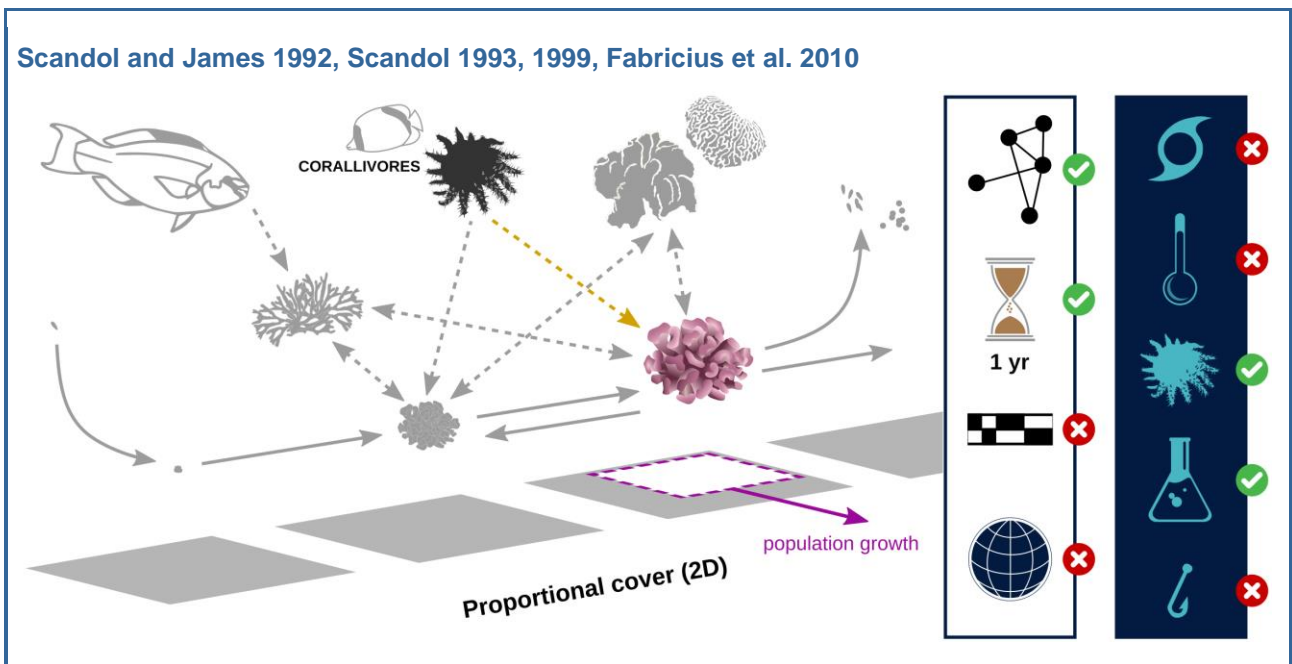 Scandol and James 1992, Scandol 1993, 1999, Fabricius et al. 2010
CORALLIVORES
1 yr
population growth
Proportional cover (2D)